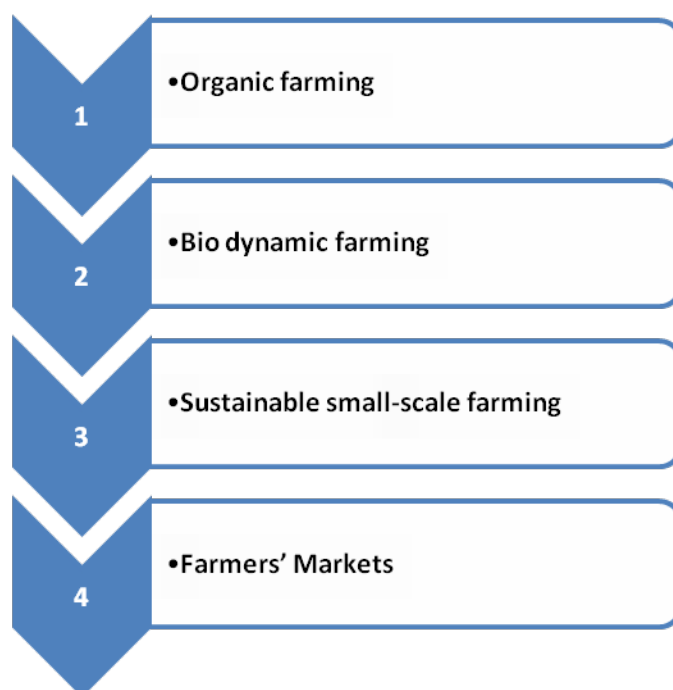 1
•Organic farming
2
•Bio dynamic farming
3
•Sustainable small-scale farming
4
•Farmers’ Markets